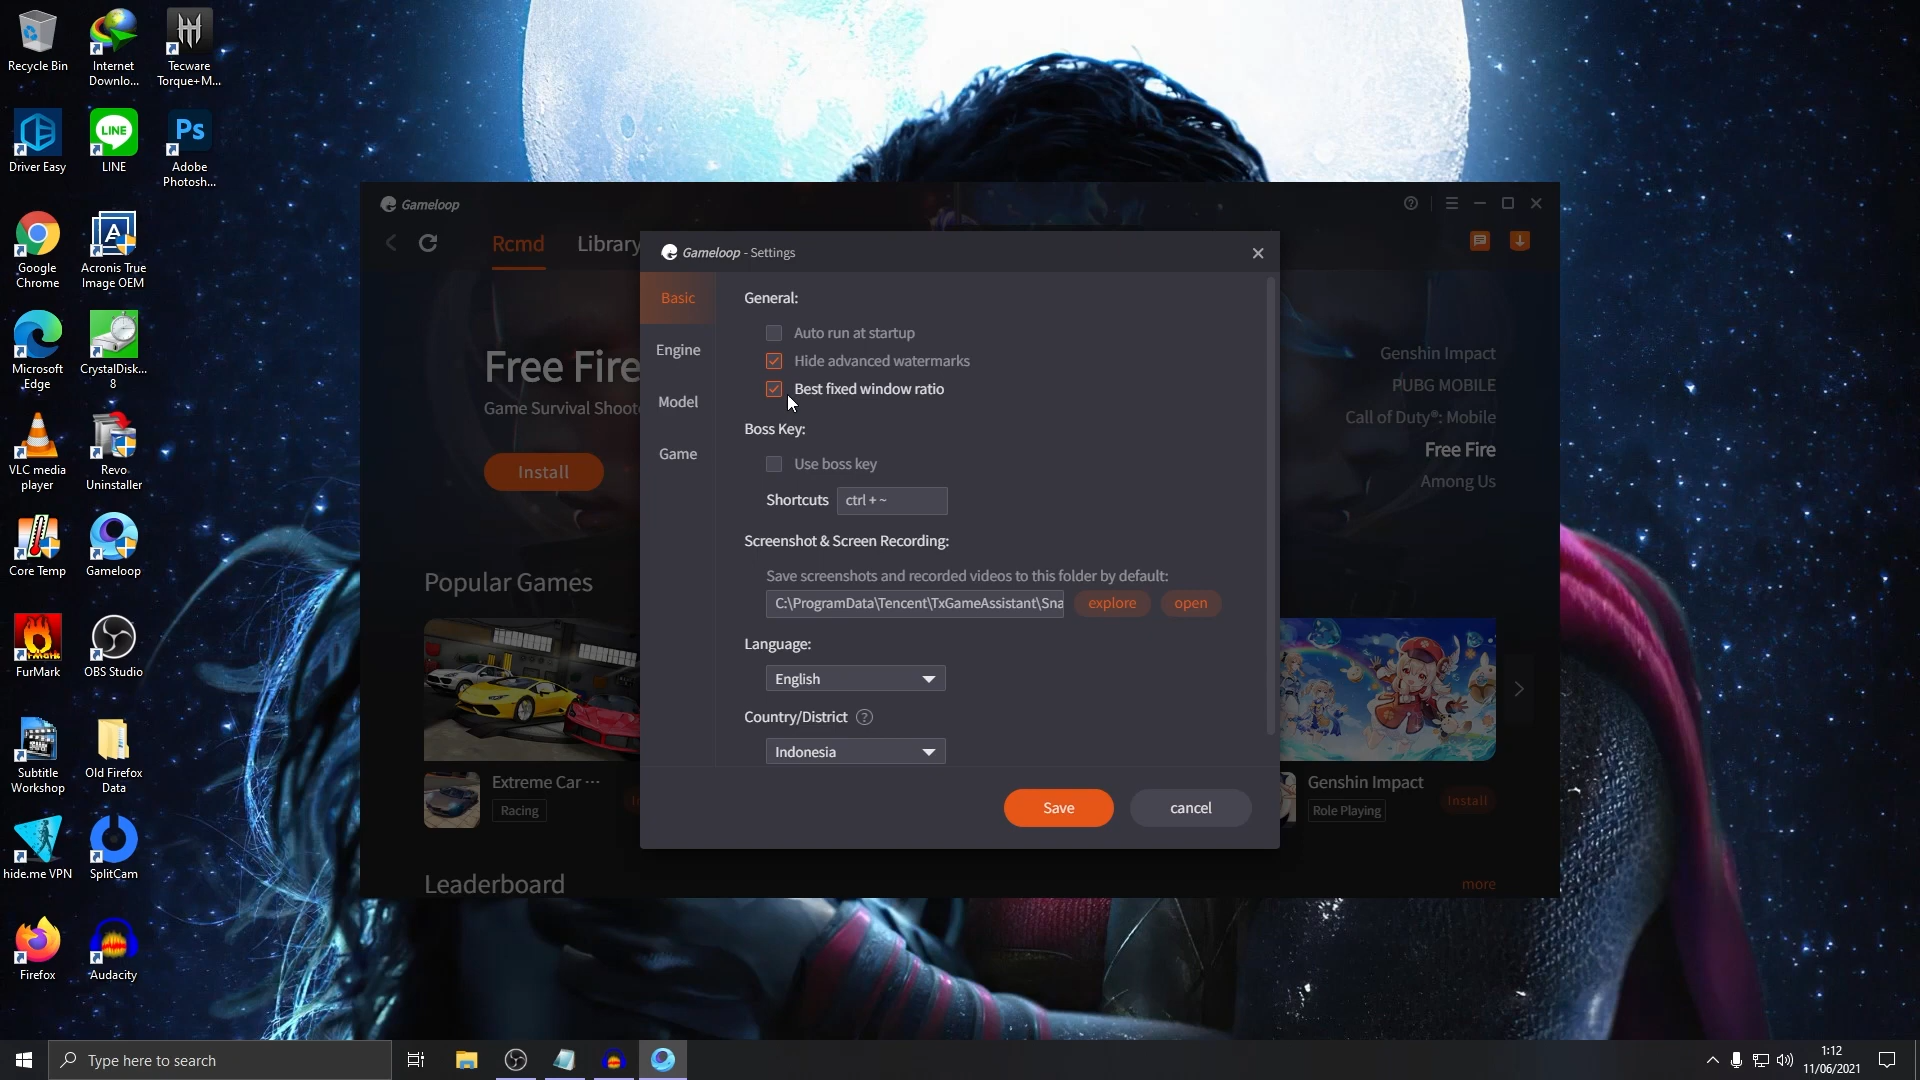 Recycle Bin
Internet
Downlo...
Tecware
Torque+M...
Driver Easy
LINE
LINE
Ps
Adobe
Photosh...
Google
Chrome
Acronis True
Image OEM
Microsoft
Edge
CrystalDisk...
8
VLC media
player
Revo
Uninstaller
Core Temp
Gameloop
FurMark
OBS Studio
Subtitle
Workshop
Old Firefox
Data
hide.me VPN
SplitCam
Firefox
Audacity
Gameloop
Rcmd
Library
Free Fire
Game Survival Shoot
Install
Genshin Impact
PUBG MOBILE
Call of Duty®: Mobile
Free Fire
Among Us
Popular Games
Extreme Car ···
Racing
Genshin Impact
Role Playing
Install
Leaderboard
more
Gameloop - Settings
Basic
Engine
Model
Game
General:
Auto run at startup
Hide advanced watermarks
Best fixed window ratio
Boss Key:
Use boss key
Shortcuts ctrl + ~
Screenshot & Screen Recording:
Save screenshots and recorded videos to this folder by default:
C:\ProgramData\Tencent\TxGameAssistant\Sna
explore
open
Language:
English
Country/District ?
Indonesia
Save
cancel
Type here to search
1:12
11/06/2021